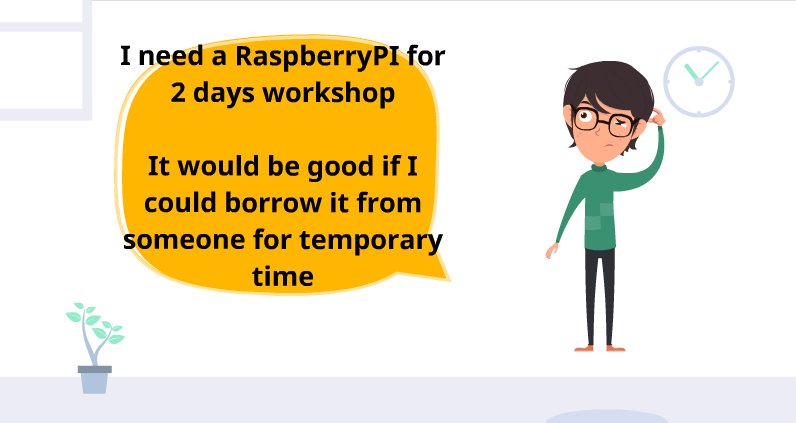 I need a RaspberryPI for
2 days workshop
It would be good if I
could borrow it from
someone for temporary
time